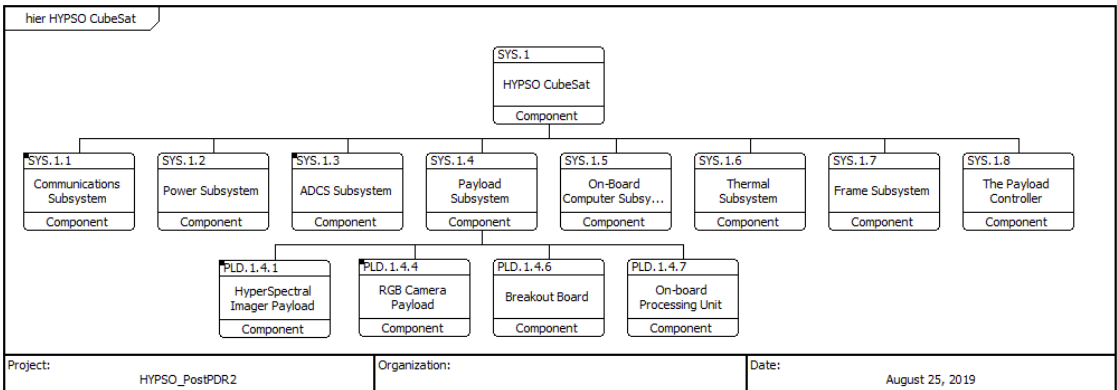 hier HYPSO CubeSat
SYS.1
HYPSO CubeSat
Component
SYS.1.1
Communications
Subsystem
Component
SYS.1.2
Power Subsystem
Component
SYS.1.3
ADCS Subsystem
Component
SYS.1.4
Payload
Subsystem
Component
SYS.1.5
On-Board
Computer Subsy...
Component
SYS.1.6
Thermal
Subsystem
Component
SYS.1.7
Frame Subsystem
Component
SYS.1.8
The Payload
Controller
Component
PLD.1.4.1
HyperSpectral
Imager Payload
Component
PLD.1.4.4
RGB Camera
Payload
Component
PLD.1.4.6
Breakout Board
Component
PLD.1.4.7
On-board
Processing Unit
Component
Project:
HYPSO_PostPDR2
Organization:
Date:
August 25, 2019